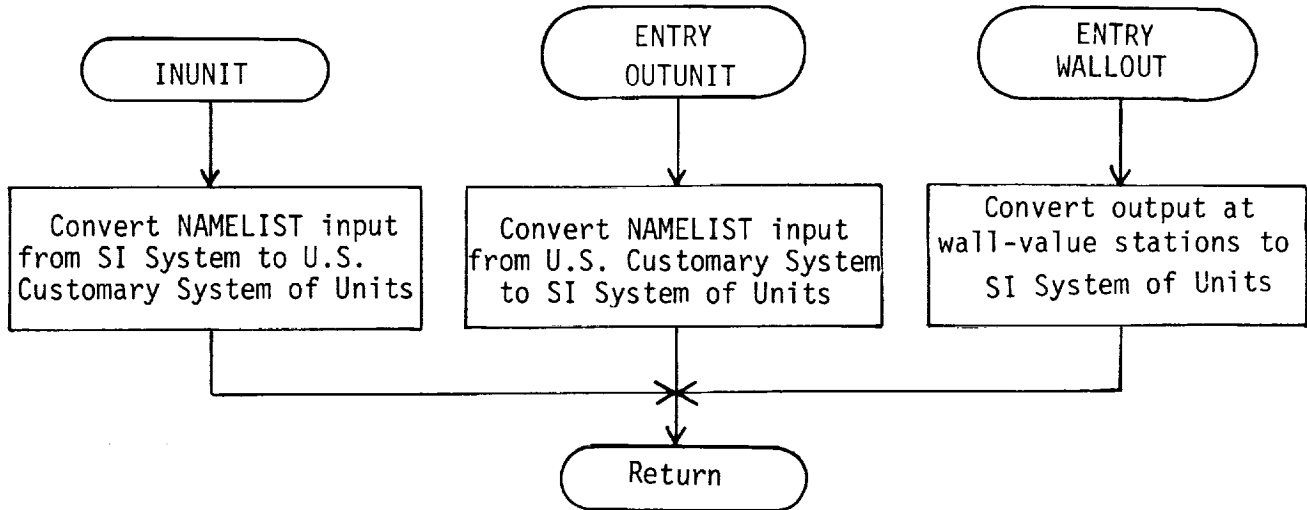 INUNIT
ENTRY
OUTUNIT
ENTRY
WALLOUT
Convert NAMELIST input
from SI System to U.S.
Customary System of Units
Convert NAMELIST input
from U.S. Customary System
to SI System of Units
Convert output at
wall-value stations to
SI System of Units
Return